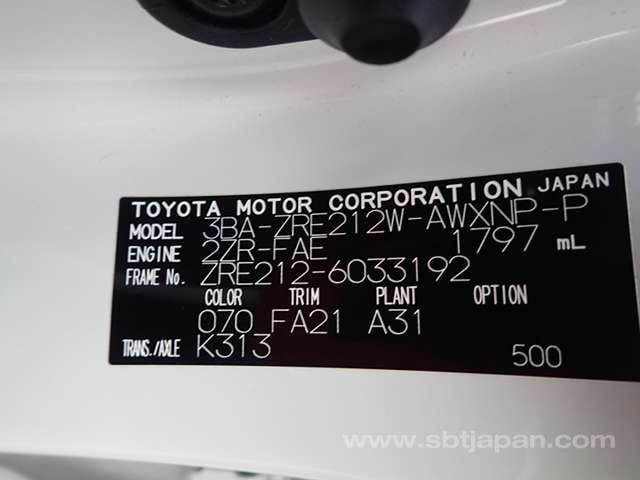 TOYOTA MOTOR CORPORATION JAPAN
MODEL 3BA-ZRE212W-AWXNP-P
ENGINE 2ZR-FAE 1797 mL
FRAME No. ZRE212-6033192
COLOR TRIM PLANT OPTION
070 FA21 A31
TRANS./AXLE K313
500
www.sbtjapan.com